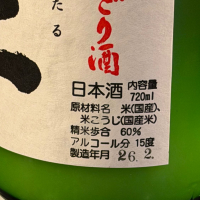 ごり酒
たる
日本酒 内容量
720ml
原材料名 米(国産)、
米こうじ(国産米)
精米歩合 60%
アルコール分 15度
製造年月 26.2.